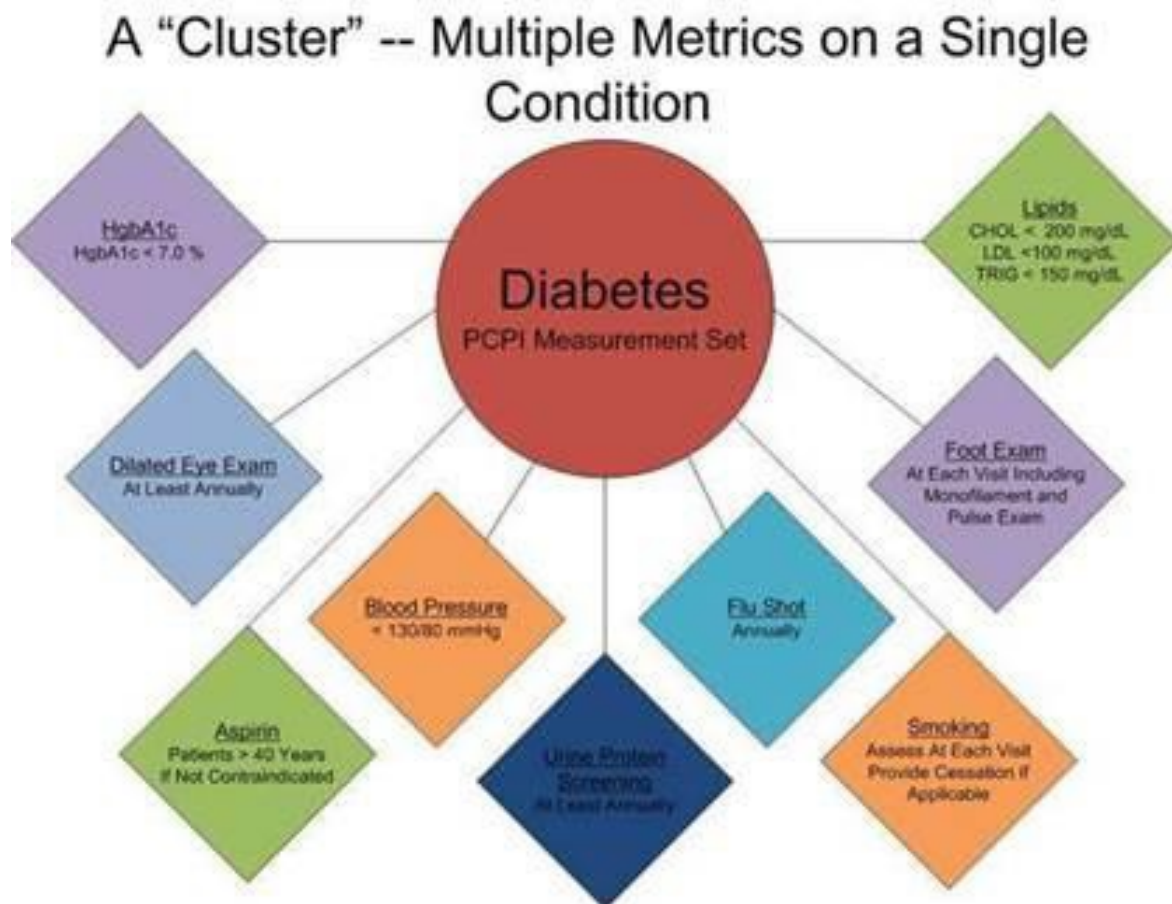 A “Cluster” -- Multiple Metrics on a Single
Condition
HgbA1c
HgbA1c < 7.0 %
Diabetes
PCPI Measurement Set
Lipids
CHOL < 200 mg/dL
LDL <100 mg/dL
TRIG < 150 mg/dL
Dilated Eye Exam
At Least Annually
Foot Exam
At Each Visit Including
Monofilament and
Pulse Exam
Blood Pressure
< 130/80 mmHg
Flu Shot
Annually
Aspirin
Patients > 40 Years
If Not Contraindicated
Urine Protein
Screening
At Least Annually
Smoking
Assess At Each Visit
Provide Cessation if
Applicable